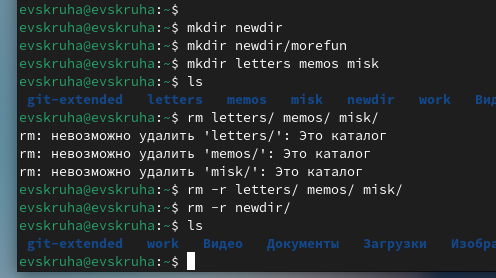 evskruha@evskruha:~$
evskruha@evskruha:~$ mkdir newdir
evskruha@evskruha:~$ mkdir newdir/morefun
evskruha@evskruha:~$ mkdir letters memos misk
evskruha@evskruha:~$ ls
git-extended letters memos misk newdir work Ви
evskruha@evskruha:~$ rm letters/ memos/ misk/
rm: невозможно удалить 'letters/': Это каталог
rm: невозможно удалить 'memos/': Это каталог
rm: невозможно удалить 'misk/': Это каталог
evskruha@evskruha:~$ rm -r letters/ memos/ misk/
evskruha@evskruha:~$ rm -r newdir/
evskruha@evskruha:~$ ls
git-extended work Видео Документы Загрузки Изобра
evskruha@evskruha:~$